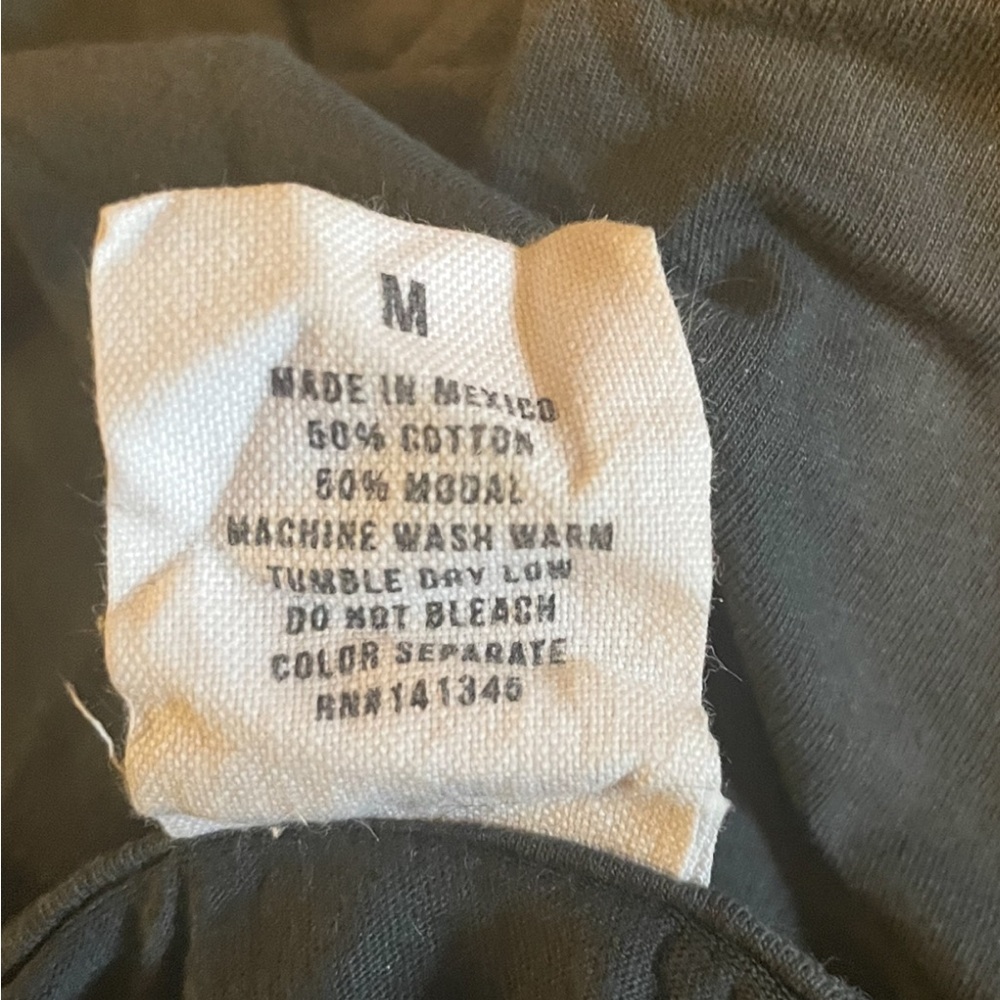 M
MADE IN MEXICO
50% COTTON
50% MODAL
MACHINE WASH WARM
TUMBLE DRY LOW
DO NOT BLEACH
COLOR SEPARATE
RN#141346